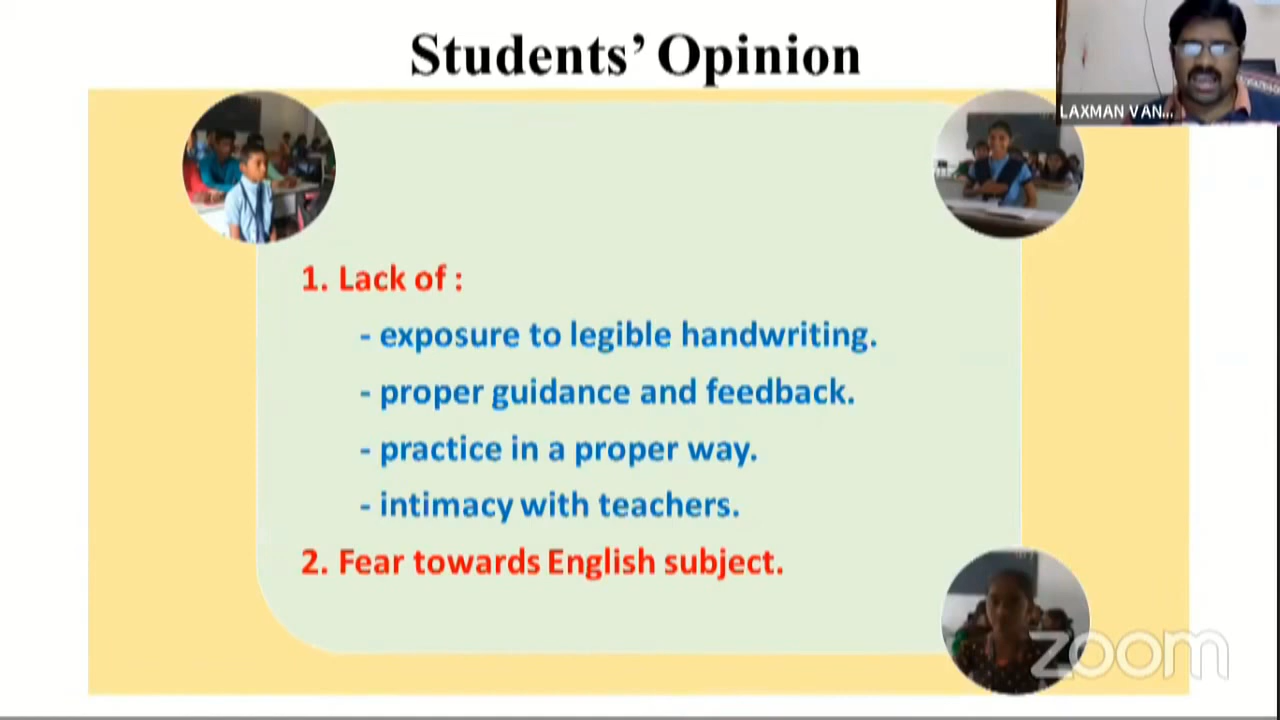 Students’ Opinion
LAXMAN V AN...
1. Lack of :
- exposure to legible handwriting.
- proper guidance and feedback.
- practice in a proper way.
- intimacy with teachers.
2. Fear towards English subject.
zoom